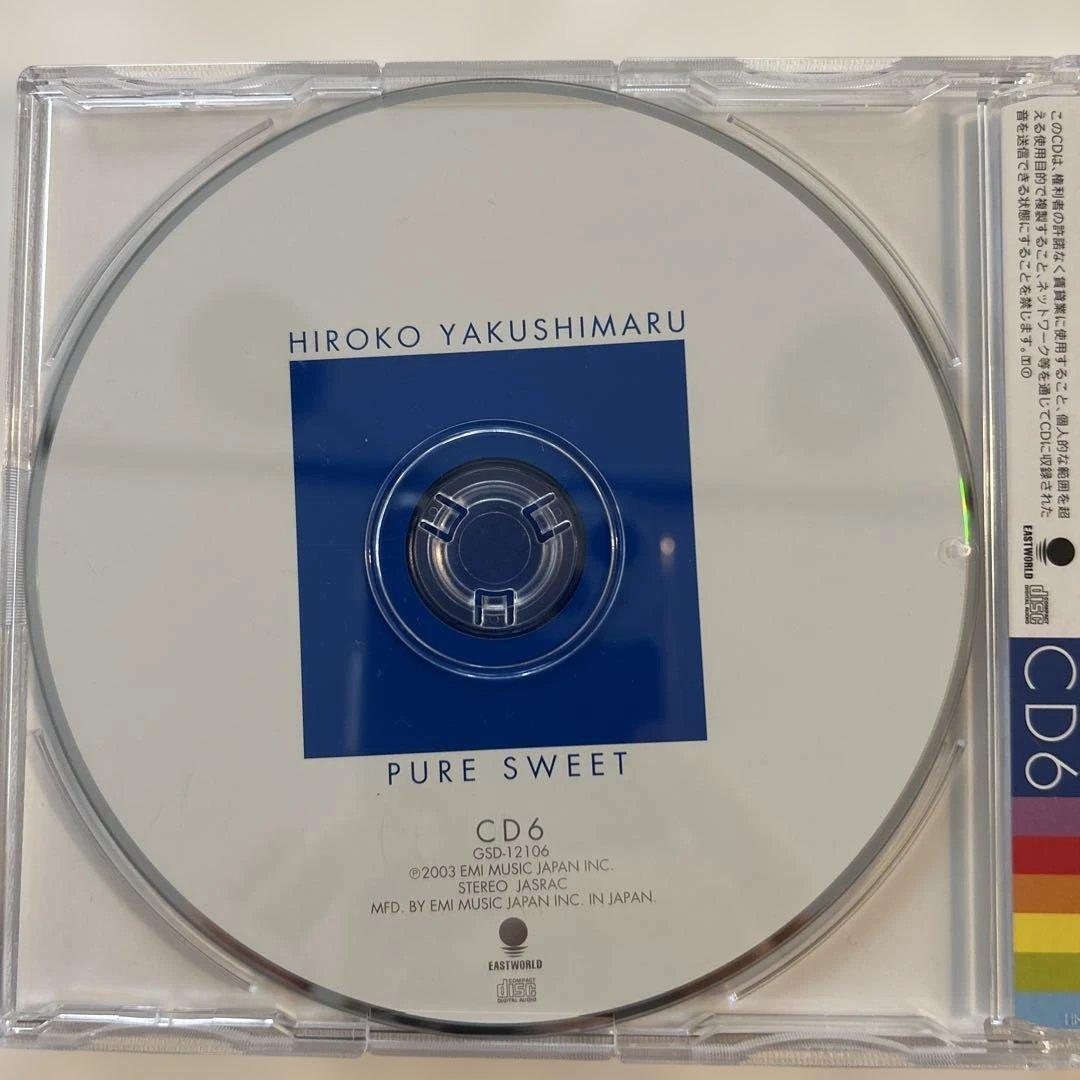 HIROKO YAKUSHIMARU
PURE SWEET
CD6
GSD-12106
℗2003 EMI MUSIC JAPAN INC.
STEREO JASRAC
MFD. BY EMI MUSIC JAPAN INC. IN JAPAN.
EASTWORLD
COMPACT
disc
DIGITAL AUDIO
このCDは、権利者の許諾なく賃貸業に使用すること、個人的な範囲を超
える使用目的で複製すること、ネットワーク等を通じてCDに収録された
音を送信できる状態にすることを禁じます。
EASTWORLD
COMPACT
disc
DIGITAL AUDIO
CD6